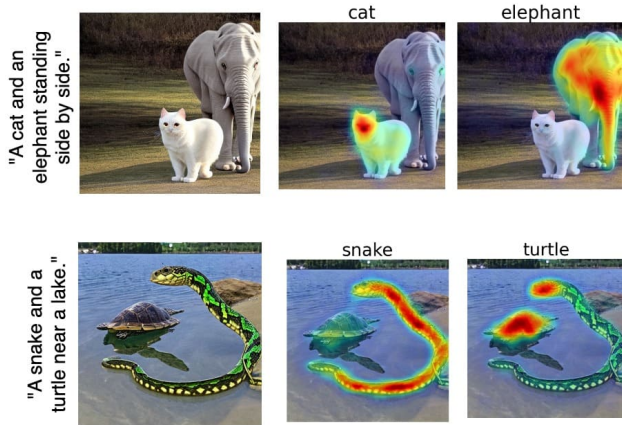 "A cat and an
elephant standing
side by side."
cat
elephant
"A snake and a
turtle near a lake."
snake
turtle